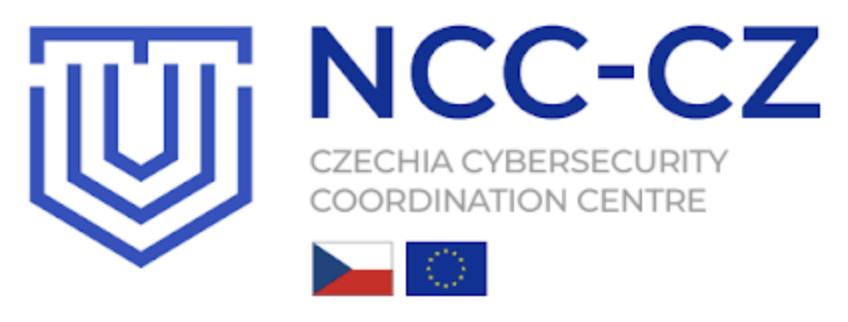 NCC-CZ
CZECHIA CYBERSECURITY
COORDINATION CENTRE